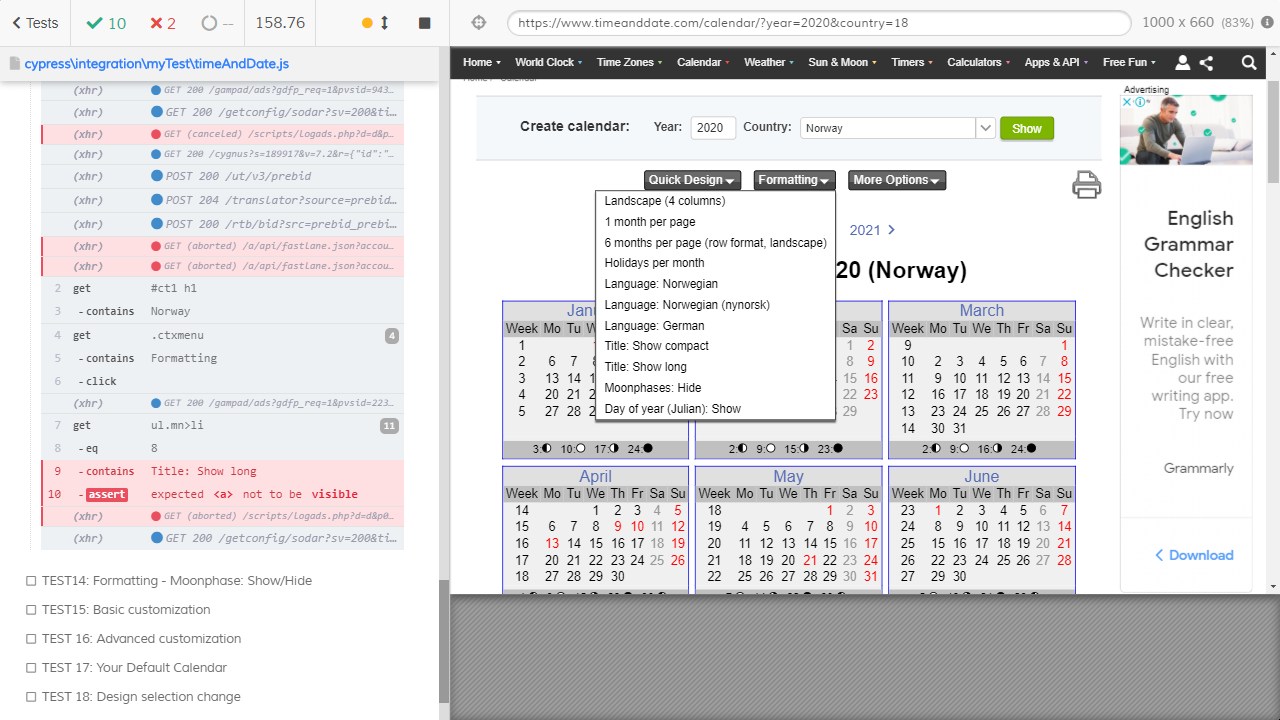 Tests 10 2 -- 158.76
https://www.timeanddate.com/calendar/?year=2020&country=18 1000 x 660 (83%)
cypress\integration\myTest\timeAndDate.js
(xhr) GET 200 /gampad/ads?gdfp_req=1&pvsid=943…
(xhr) GET 200 /getconfig/sodar?sv=200&ti…
(xhr) GET (canceled) /scripts/logads.php?d=d&p…
(xhr) GET 200 /cygnus?s=189917&v=7.2&r={"id":"…
(xhr) POST 200 /ut/v3/prebid
(xhr) POST 204 /translator?source=prebid…
(xhr) POST 200 /rtb/bid?src=prebid_prebi…
(xhr) GET (aborted) /a/api/fastlane.json?accou…
(xhr) GET (aborted) /a/api/fastlane.json?accou…
2 get #ct1 h1
3 - contains Norway
4 get .ctxmenu 4
5 - contains Formatting
6 - click
(xhr) GET 200 /gampad/ads?gdfp_req=1&pvsid=223…
7 get ul.mn>li 11
8 - eq 8
9 - contains Title: Show long
10 - assert expected <a> not to be visible
(xhr) GET (aborted) /scripts/logads.php?d=d&p0…
(xhr) GET 200 /getconfig/sodar?sv=200&ti…
TEST14: Formatting - Moonphase: Show/Hide
TEST15: Basic customization
TEST 16: Advanced customization
TEST 17: Your Default Calendar
TEST 18: Design selection change
Home World Clock Time Zones Calendar Weather Sun & Moon Timers Calculators Apps & API Free Fun
Create calendar: Year: 2020 Country: Norway Show
Quick Design Formatting More Options
Landscape (4 columns)
1 month per page
6 months per page (row format, landscape)
Holidays per month
Language: Norwegian
Language: Norwegian (nynorsk)
Language: German
Title: Show compact
Title: Show long
Moonphases: Hide
Day of year (Julian): Show
2021
20 (Norway)
Janu
Week Mo Tu W
1
2 6 7 8
3 13 14 1
4 20 21 2
5 27 28 2
3: 10: 17: 24:
Sa Su
1 2
8 9
15 16
22 23
29
2: 9: 15: 23:
March
Week Mo Tu We Th Fr Sa Su
9 1
10 2 3 4 5 6 7 8
11 9 10 11 12 13 14 15
12 16 17 18 19 20 21 22
13 23 24 25 26 27 28 29
14 30 31
2: 9: 16: 24:
April
Week Mo Tu We Th Fr Sa Su
14 1 2 3 4 5
15 6 7 8 9 10 11 12
16 13 14 15 16 17 18 19
17 20 21 22 23 24 25 26
18 27 28 29 30
May
Week Mo Tu We Th Fr Sa Su
18 1 2 3
19 4 5 6 7 8 9 10
20 11 12 13 14 15 16 17
21 18 19 20 21 22 23 24
22 25 26 27 28 29 30 31
June
Week Mo Tu We Th Fr Sa Su
23 1 2 3 4 5 6 7
24 8 9 10 11 12 13 14
25 15 16 17 18 19 20 21
26 22 23 24 25 26 27 28
27 29 30
Advertising
English
Grammar
Checker
Write in clear,
mistake-free
English with
our free
writing app.
Try now
Grammarly
Download